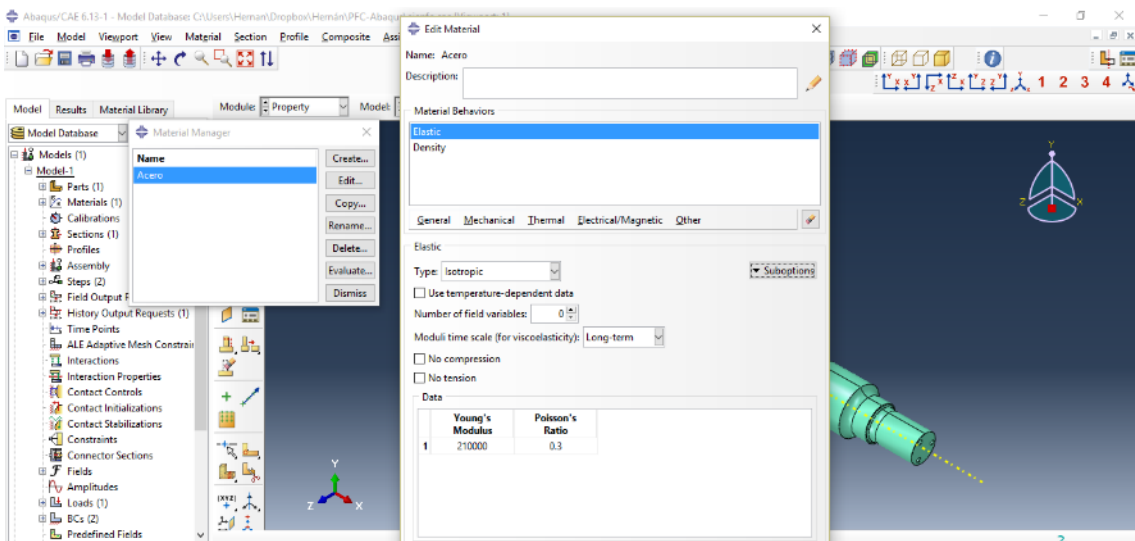 Abaqus/CAE 6.13-1 - Model Database: C:\Users\Hernan\Dropbox\Hernán\PFC-Abaqu
File Model Viewport View Material Section Profile Composite Assi
1 2 3 4
Model Results Material Library
Module: Property Model:
Model Database
Models (1)
Model-1
Parts (1)
Materials (1)
Calibrations
Sections (1)
Profiles
Assembly
Steps (2)
Field Output F
History Output Requests (1)
Time Points
ALE Adaptive Mesh Constrain
Interactions
Interaction Properties
Contact Controls
Contact Initializations
Contact Stabilizations
Constraints
Connector Sections
Fields
Amplitudes
Loads (1)
BCs (2)
Predefined Fields
Material Manager
Name
Acero
Create...
Edit...
Copy...
Rename...
Delete...
Evaluate...
Dismiss
(XYZ)
Y
Z X
Edit Material
Name: Acero
Description:
Material Behaviors
Elastic
Density
General Mechanical Thermal Electrical/Magnetic Other
Elastic
Type: Isotropic
Suboptions
Use temperature-dependent data
Number of field variables: 0
Moduli time scale (for viscoelasticity): Long-term
No compression
No tension
Data
Young's Modulus
Poisson's Ratio
1 210000 0.3
Y
Z X